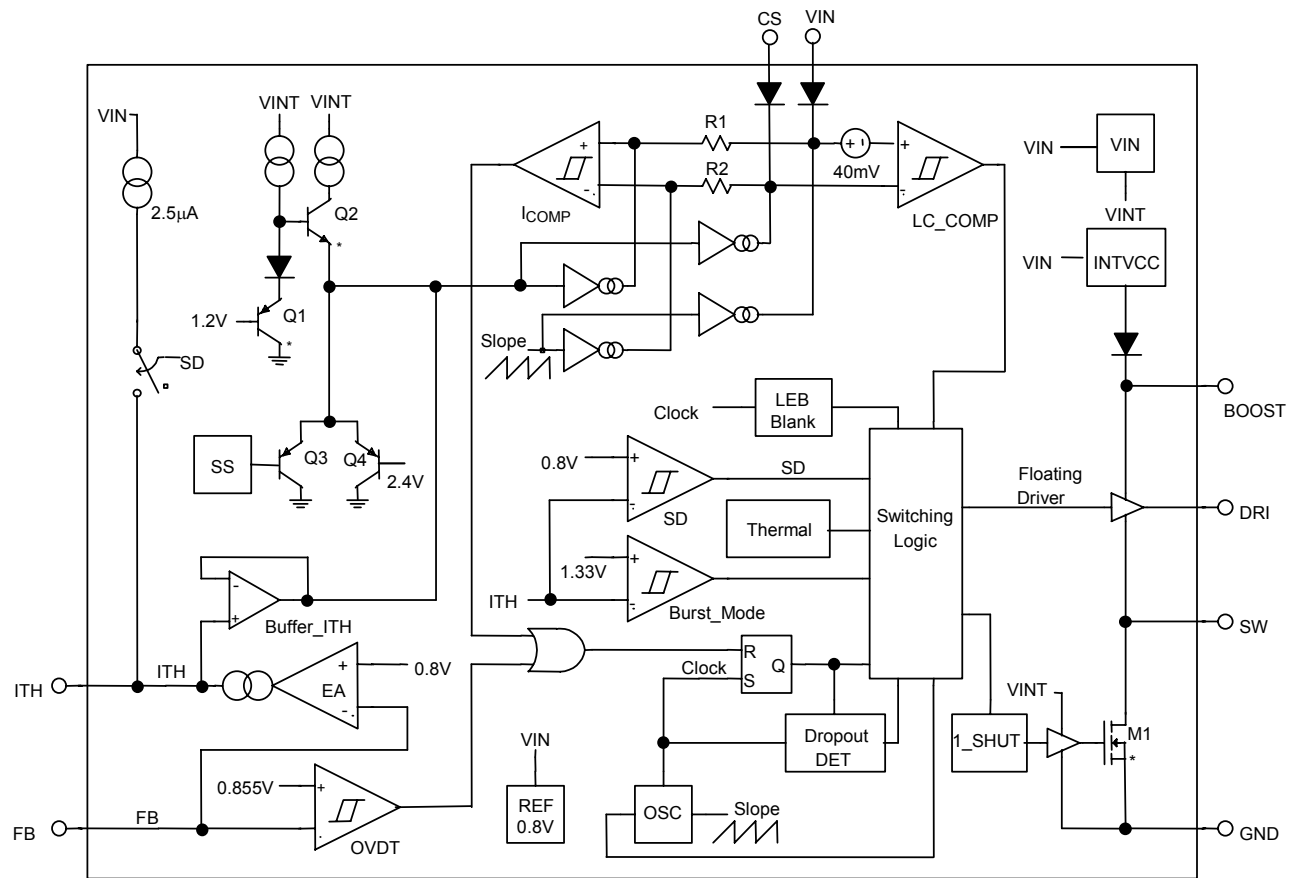 CS VIN
VIN
VINT VINT
2.5µA
Q2
*
Q1
1.2V
*
SD
SS
Q3
Q4
2.4V
R1
R2
+
-
ICOMP
+ -
40mV
+
-
LC_COMP
Slope
VIN
VIN
VINT
VIN
INTVCC
BOOST
Clock
LEB
Blank
0.8V
+
-
SD
SD
Thermal
1.33V
+
-
ITH
Burst_Mode
Switching
Logic
Floating
Driver
DRI
SW
-
+
Buffer_ITH
ITH
ITH
EA
+
-
0.8V
R
S
Q
Clock
Dropout
DET
1_SHUT
VINT
M1
*
0.855V
+
-
FB
FB
OVDT
VIN
REF
0.8V
OSC
Slope
GND